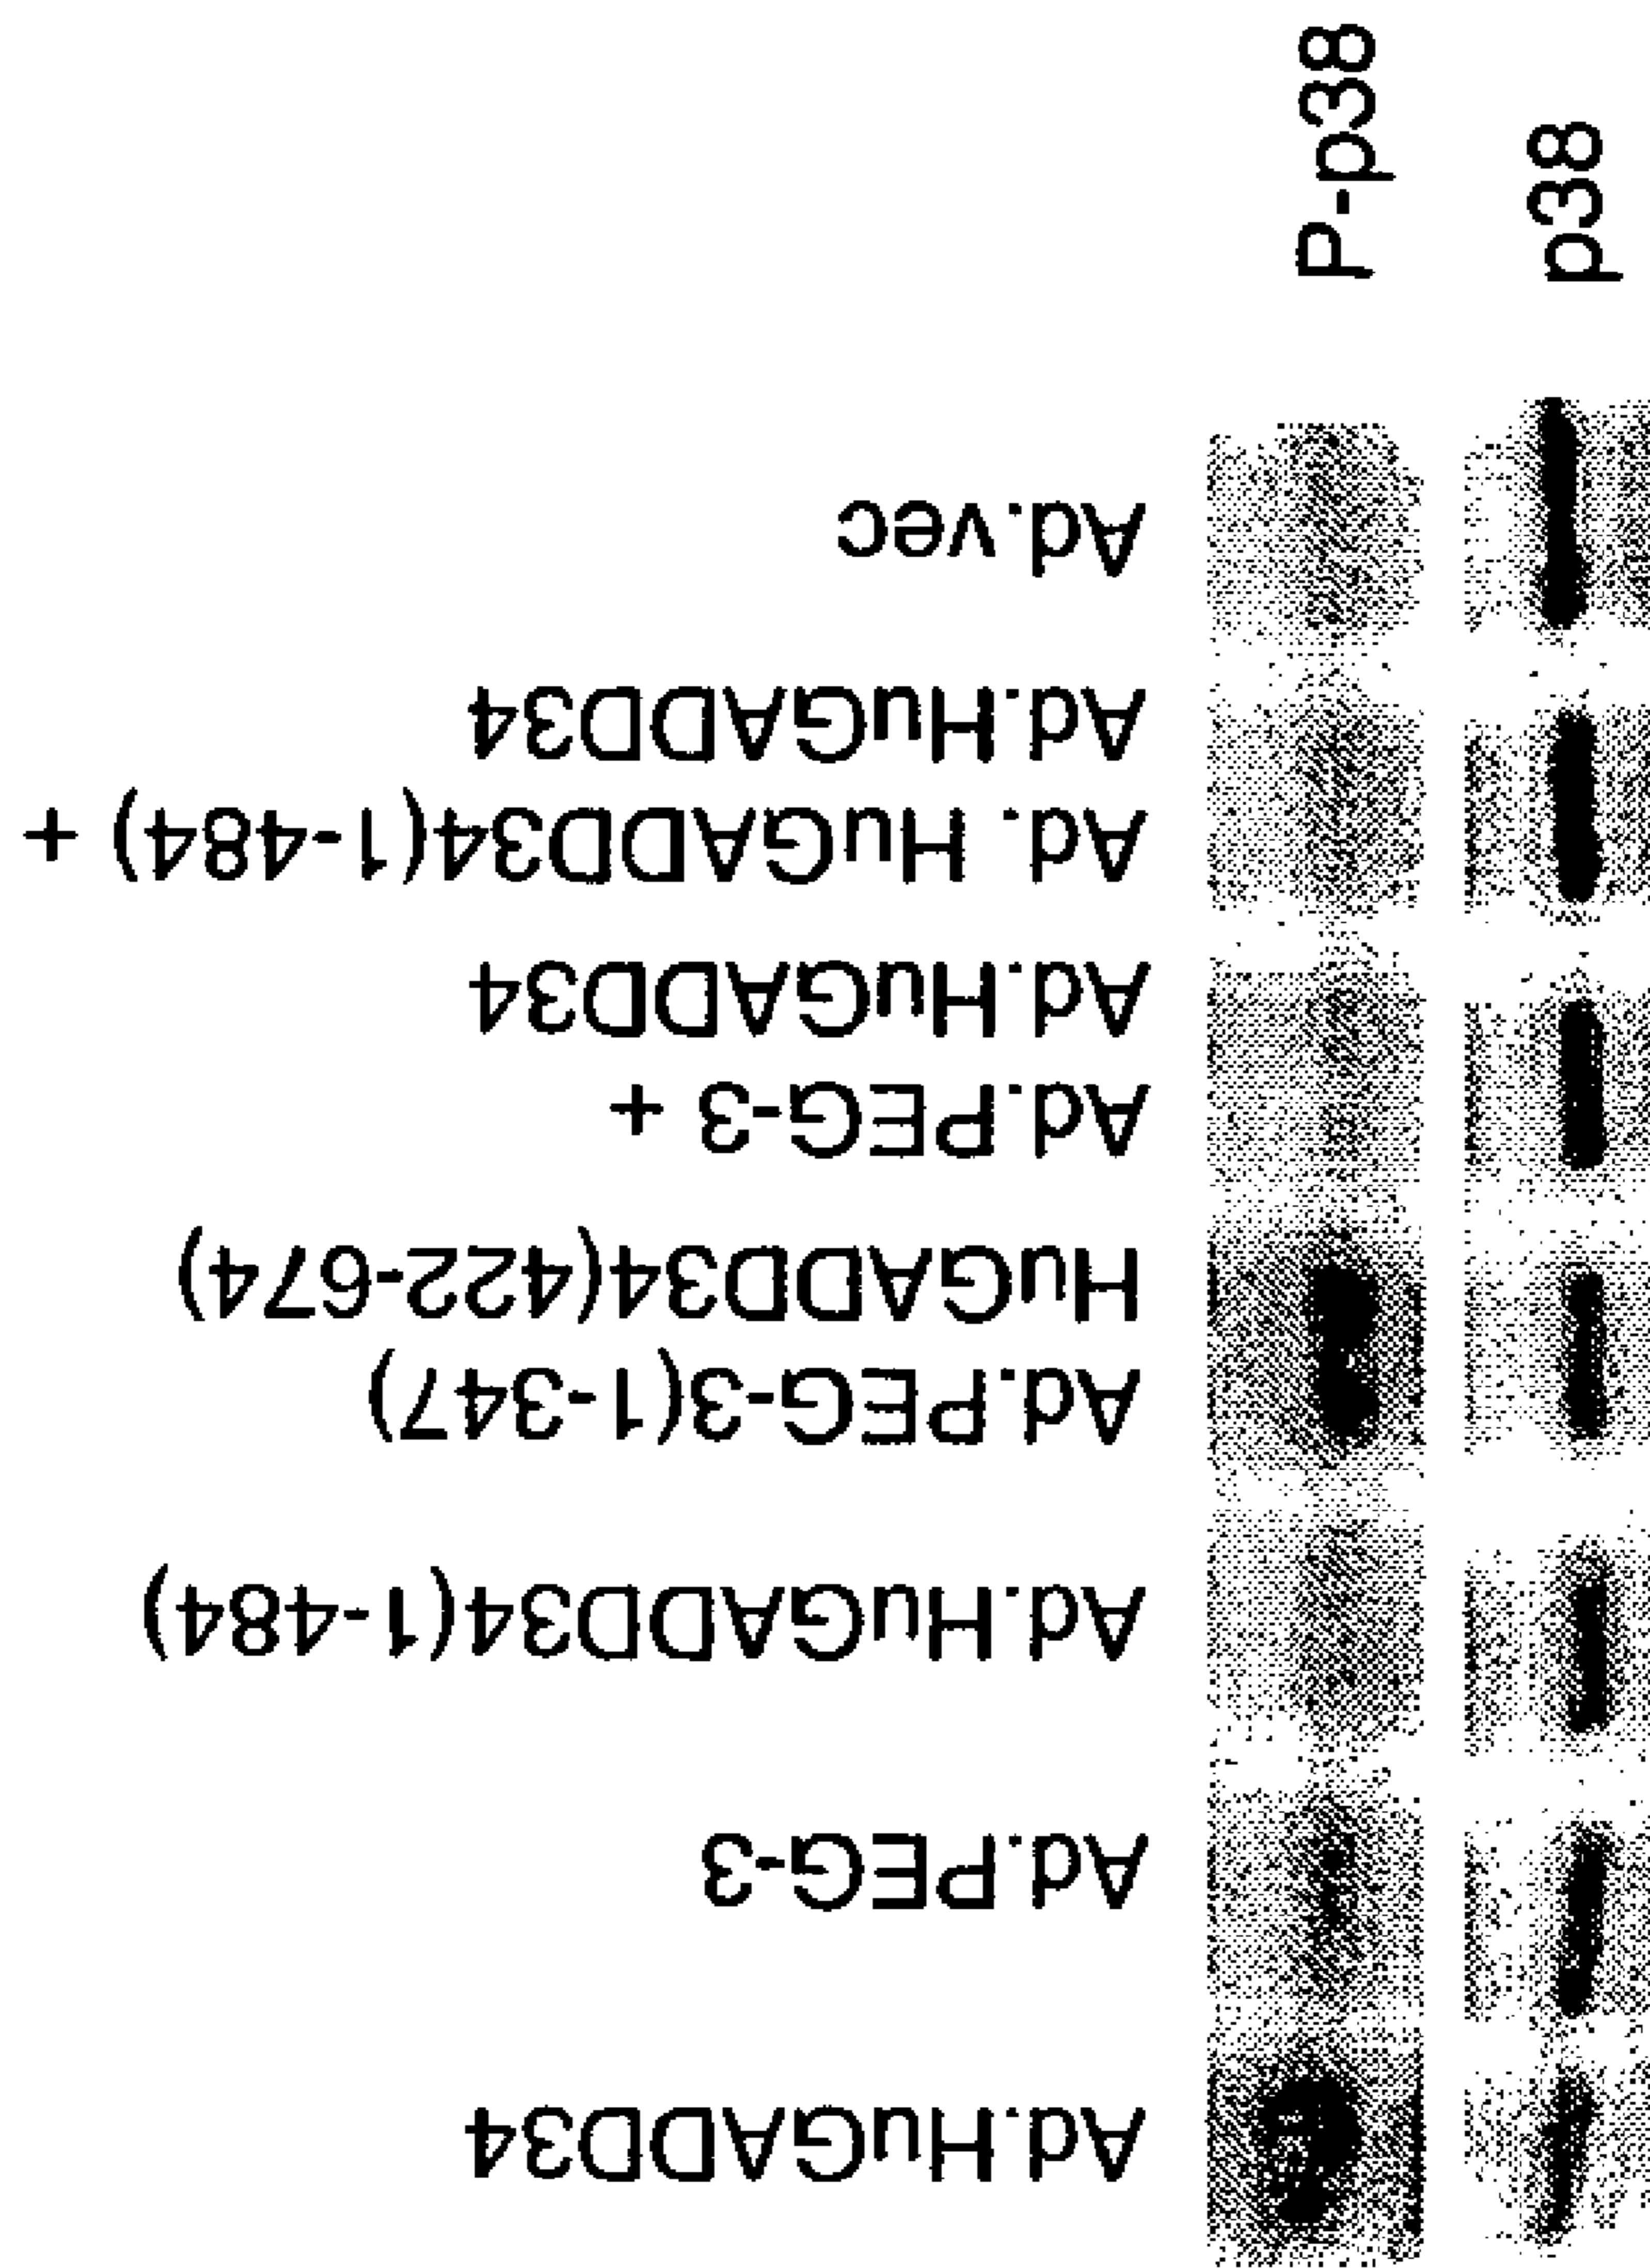 Ad.HuGADD34
Ad.PEG-3
Ad.HuGADD34(1-484)
Ad.PEG-3(1-347)
HuGADD34(422-674)
Ad.PEG-3 +
Ad.HuGADD34
Ad. HuGADD34(1-484) +
Ad.HuGADD34
Ad.vec
P-p38
p38